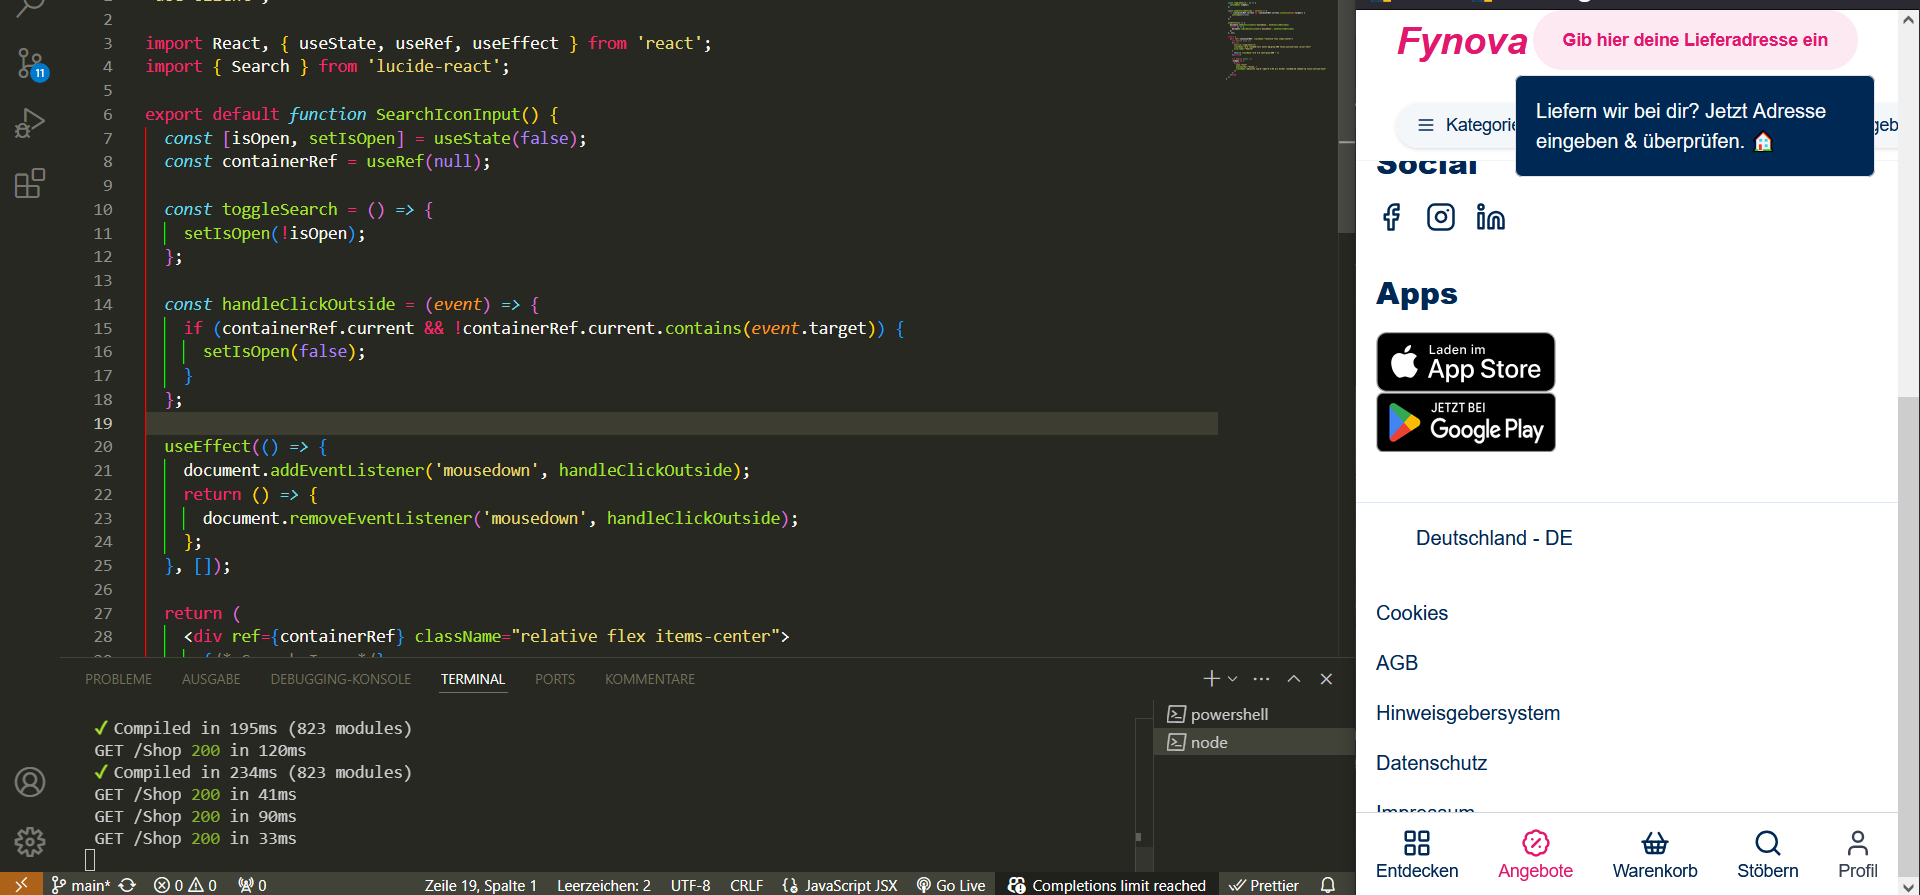 2
3 import React, { useState, useRef, useEffect } from 'react';
4 import { Search } from 'lucide-react';
5
6 export default function SearchIconInput() {
7 const [isOpen, setIsOpen] = useState(false);
8 const containerRef = useRef(null);
9
10 const toggleSearch = () => {
11 setIsOpen(!isOpen);
12 };
13
14 const handleClickOutside = (event) => {
15 if (containerRef.current && !containerRef.current.contains(event.target)) {
16 setIsOpen(false);
17 }
18 };
19
20 useEffect(() => {
21 document.addEventListener('mousedown', handleClickOutside);
22 return () => {
23 document.removeEventListener('mousedown', handleClickOutside);
24 };
25 }, []);
26
27 return (
28 <div ref={containerRef} className="relative flex items-center">
11
PROBLEME AUSGABE DEBUGGING-KONSOLE TERMINAL PORTS KOMMENTARE
✓ Compiled in 195ms (823 modules)
GET /Shop 200 in 120ms
✓ Compiled in 234ms (823 modules)
GET /Shop 200 in 41ms
GET /Shop 200 in 90ms
GET /Shop 200 in 33ms
powershell
node
main* 0 0 0 Zeile 19, Spalte 1 Leerzeichen: 2 UTF-8 CRLF JavaScript JSX Go Live Completions limit reached Prettier
Fynova
Gib hier deine Lieferadresse ein
Liefern wir bei dir? Jetzt Adresse
eingeben & überprüfen. 🏠
Social
Apps
Laden im
App Store
JETZT BEI
Google Play
Deutschland - DE
Cookies
AGB
Hinweisgebersystem
Datenschutz
Impressum
Entdecken Angebote Warenkorb Stöbern Profil